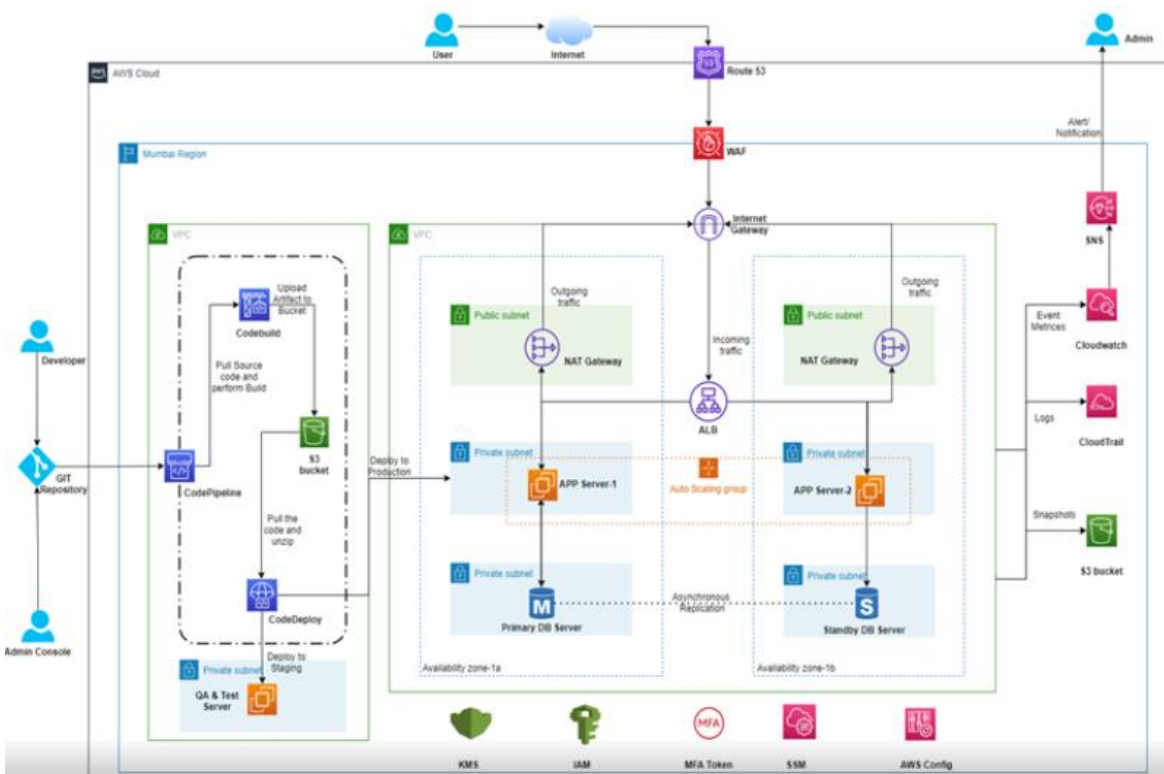 User
Internet
Admin
AWS Cloud
53
Route 53
Alert/
Notification
WAF
Mumbai Region
Internet
Gateway
SNS
VPC
VPC
Upload
Artifact to
Bucket
Codebuild
Outgoing
traffic
Outgoing
traffic
Public subnet
Public subnet
Event
Metrices
Cloudwatch
Developer
Pull Source
code and
perform Build
NAT Gateway
Incoming
traffic
NAT Gateway
ALB
Logs
CloudTrail
S3
bucket
GIT
Repository
CodePipeline
Deploy to
Production
Private subnet
Private subnet
APP Server-1
Auto Scaling group
APP Server-2
Pull the
code and
unzip
Snapshots
S3 bucket
Private subnet
Private subnet
CodeDeploy
M
Asynchronous
Replication
S
Primary DB Server
Standby DB Server
Admin Console
Deploy to
Staging
Private subnet
QA & Test
Server
Availability zone-1a
Availability zone-1b
MFA
KMS
IAM
MFA Token
SSM
AWS Config